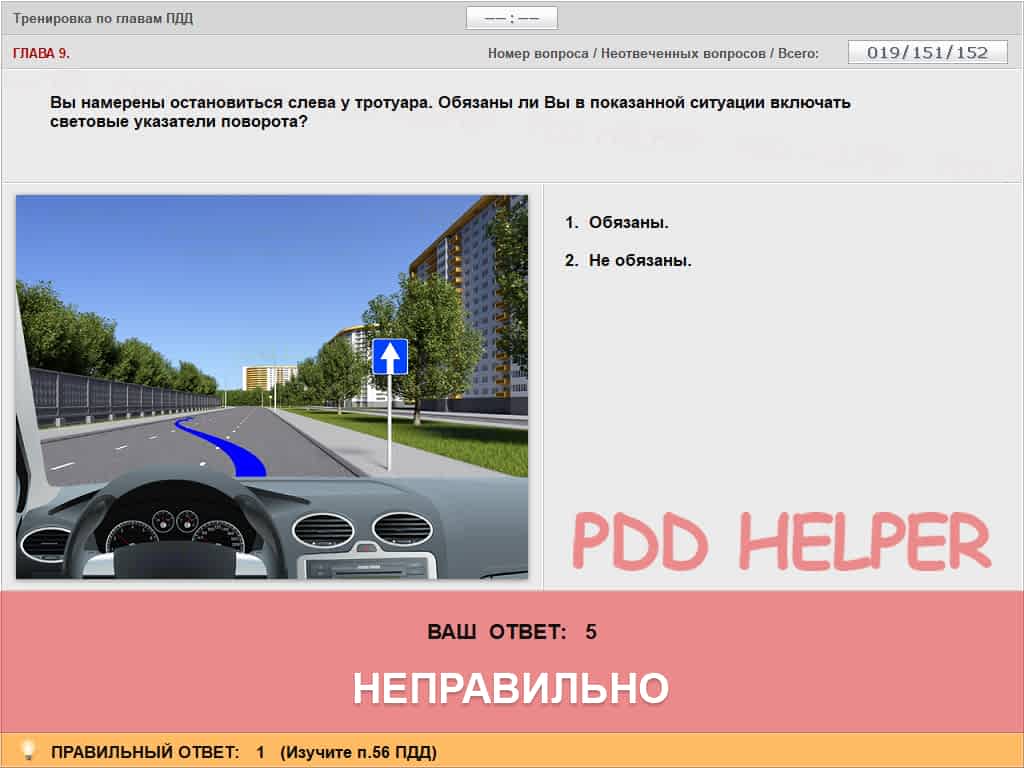 Тренировка по главам ПДД
–– : ––
ГЛАВА 9.
Номер вопроса / Неотвеченных вопросов / Всего: 019/151/152
Вы намерены остановиться слева у тротуара. Обязаны ли Вы в показанной ситуации включать
световые указатели поворота?
1. Обязаны.
2. Не обязаны.
PDD HELPER
ВАШ ОТВЕТ: 5
НЕПРАВИЛЬНО
ПРАВИЛЬНЫЙ ОТВЕТ: 1 (Изучите п.56 ПДД)